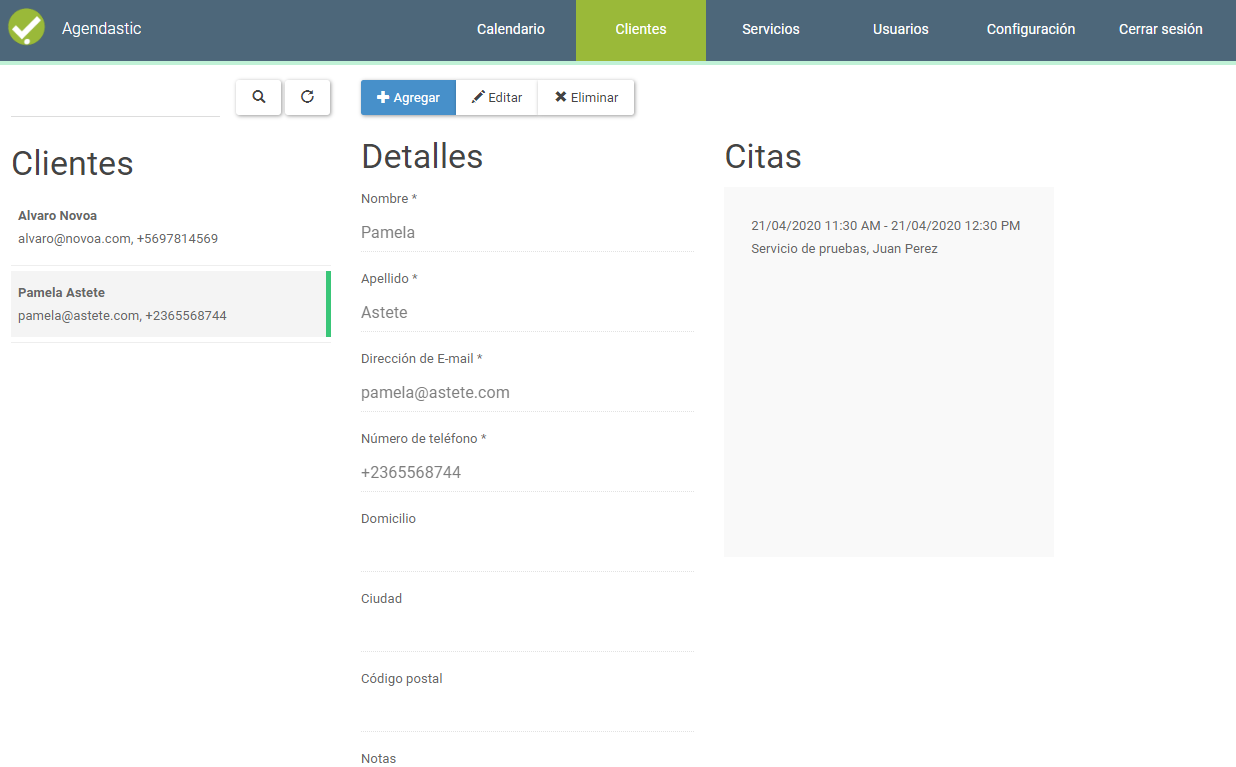 Agendastic
Calendario
Clientes
Servicios
Usuarios
Configuración
Cerrar sesión
Agregar
Editar
Eliminar
Clientes
Alvaro Novoa
alvaro@novoa.com, +5697814569
Pamela Astete
pamela@astete.com, +2365568744
Detalles
Nombre *
Pamela
Apellido *
Astete
Dirección de E-mail *
pamela@astete.com
Número de teléfono *
+2365568744
Domicilio
Ciudad
Código postal
Notas
Citas
21/04/2020 11:30 AM - 21/04/2020 12:30 PM
Servicio de pruebas, Juan Perez